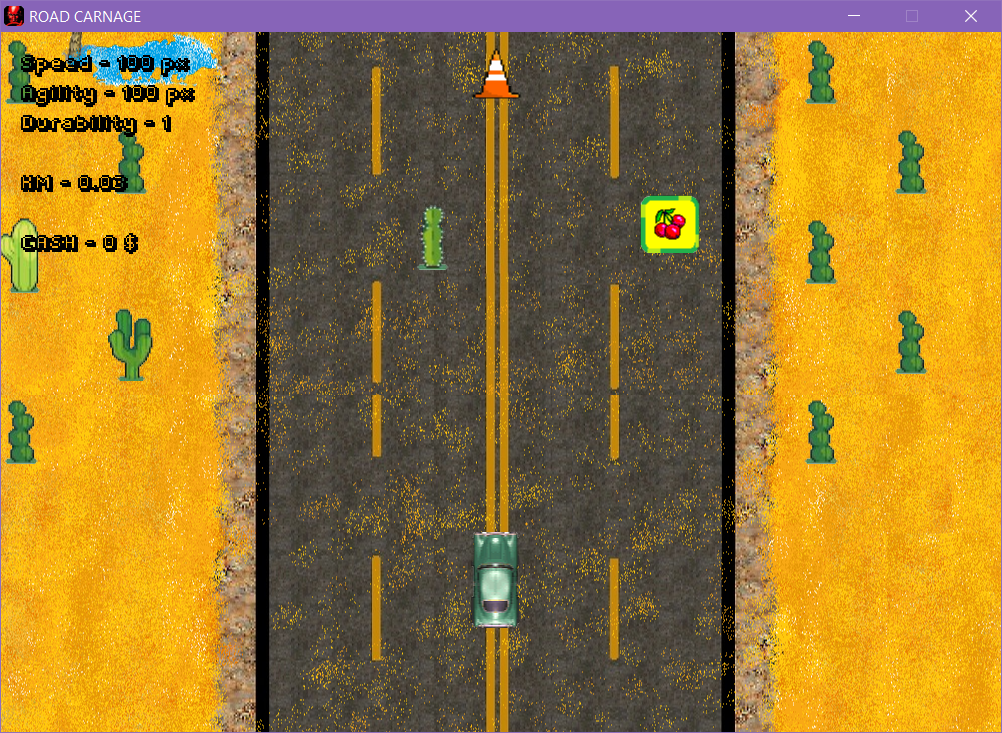 ROAD CARNAGE
Speed - 100 px
Agility - 100 px
Durability - 1
KM - 0.03
CASH - 0 $